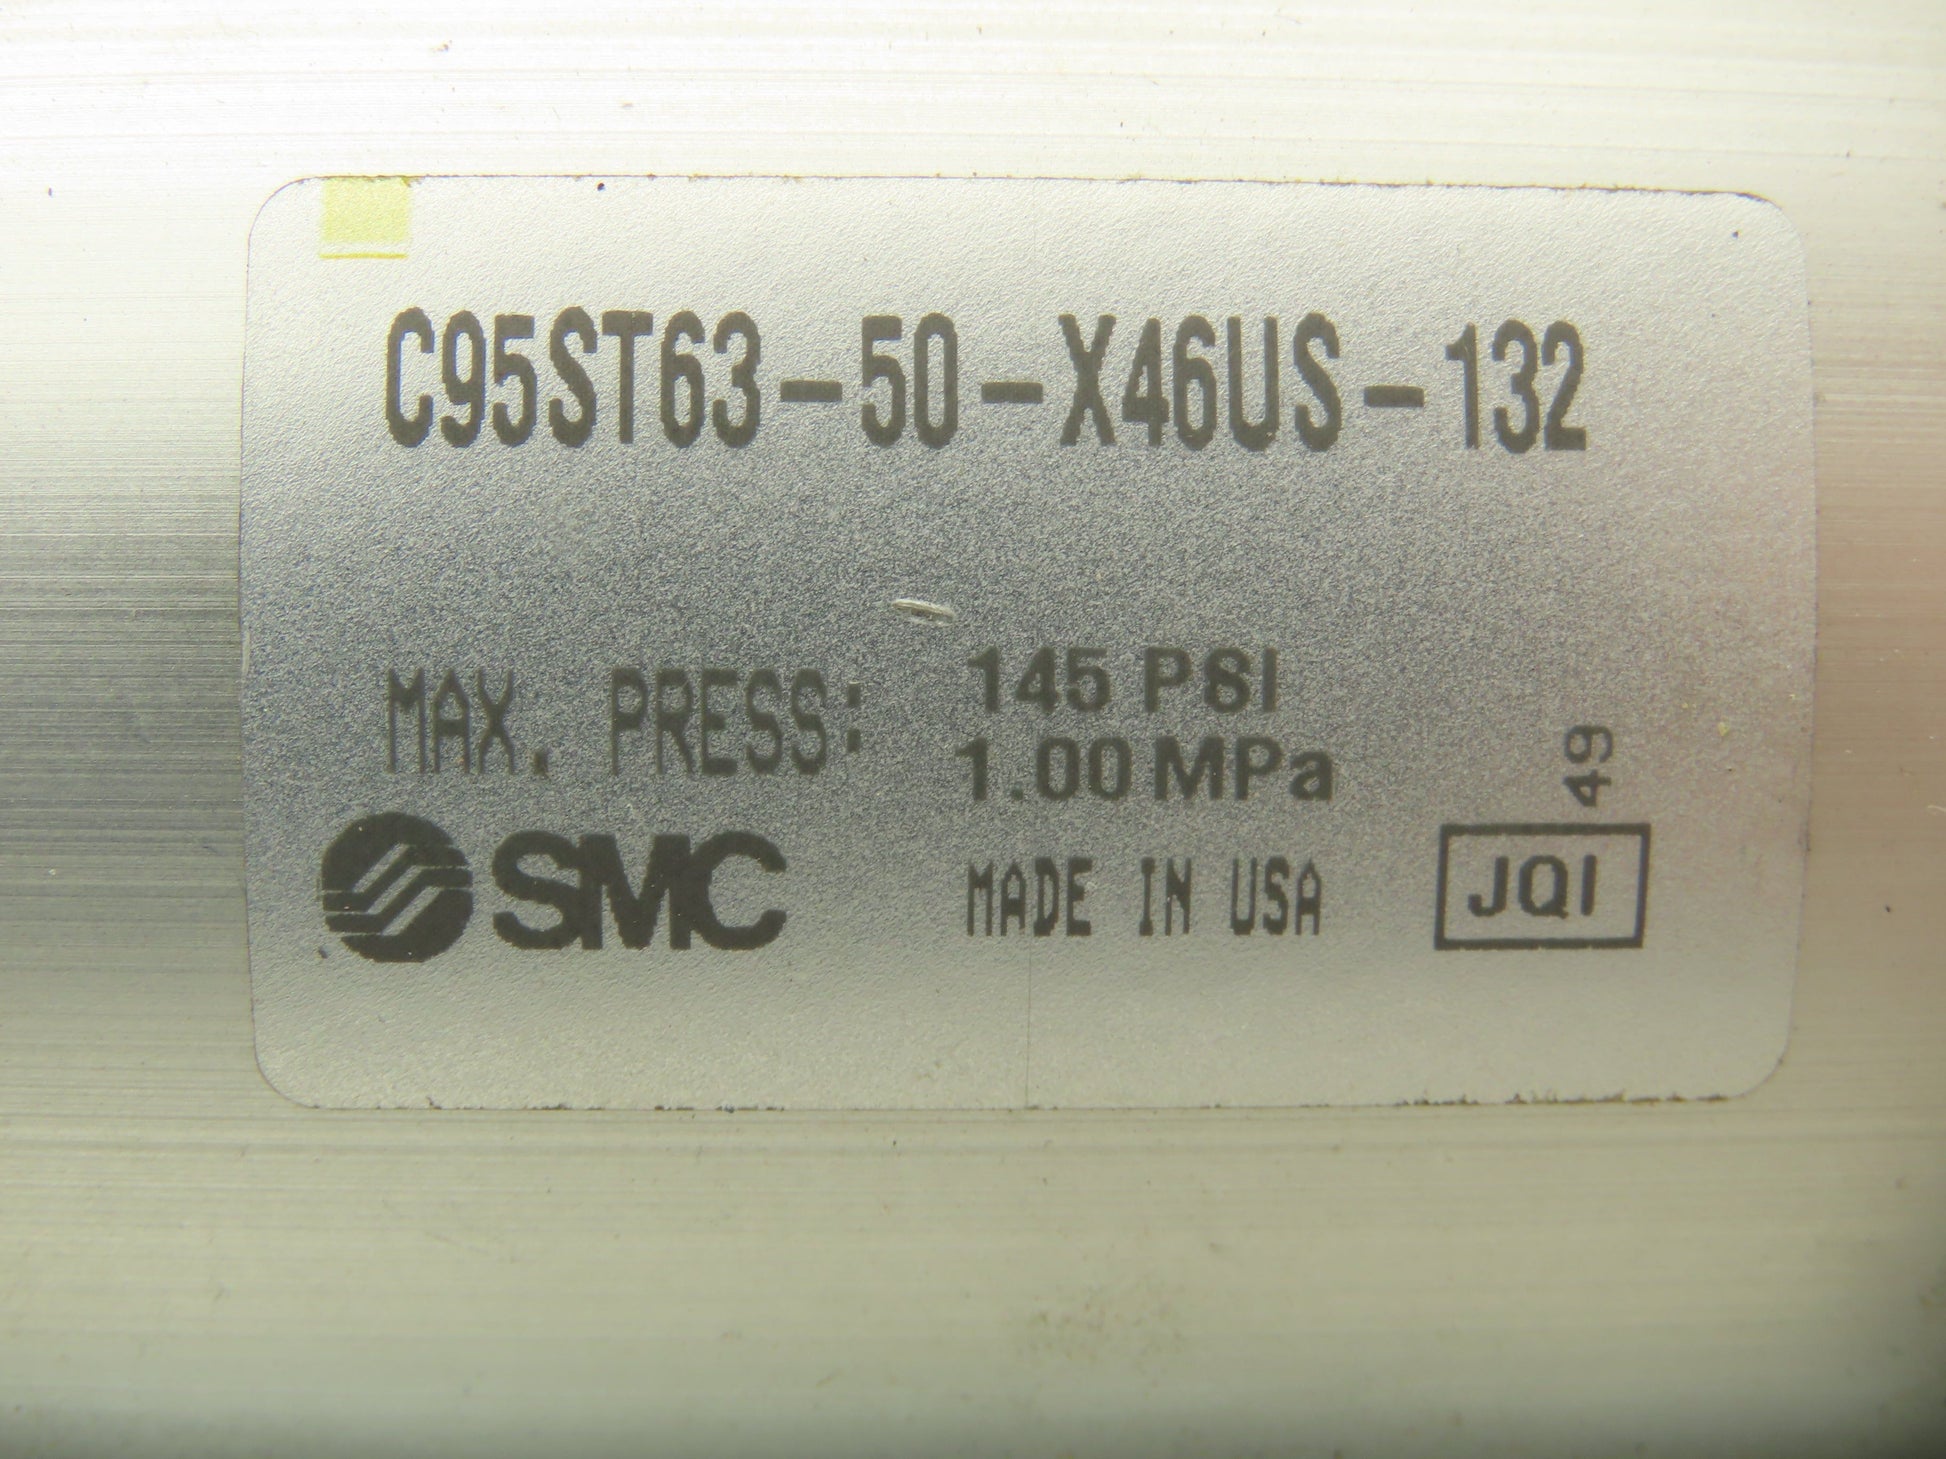 C95ST63-50-X46US-132
MAX. PRESS: 145 PSI
1.00 MPa
49
SMC MADE IN USA JQI